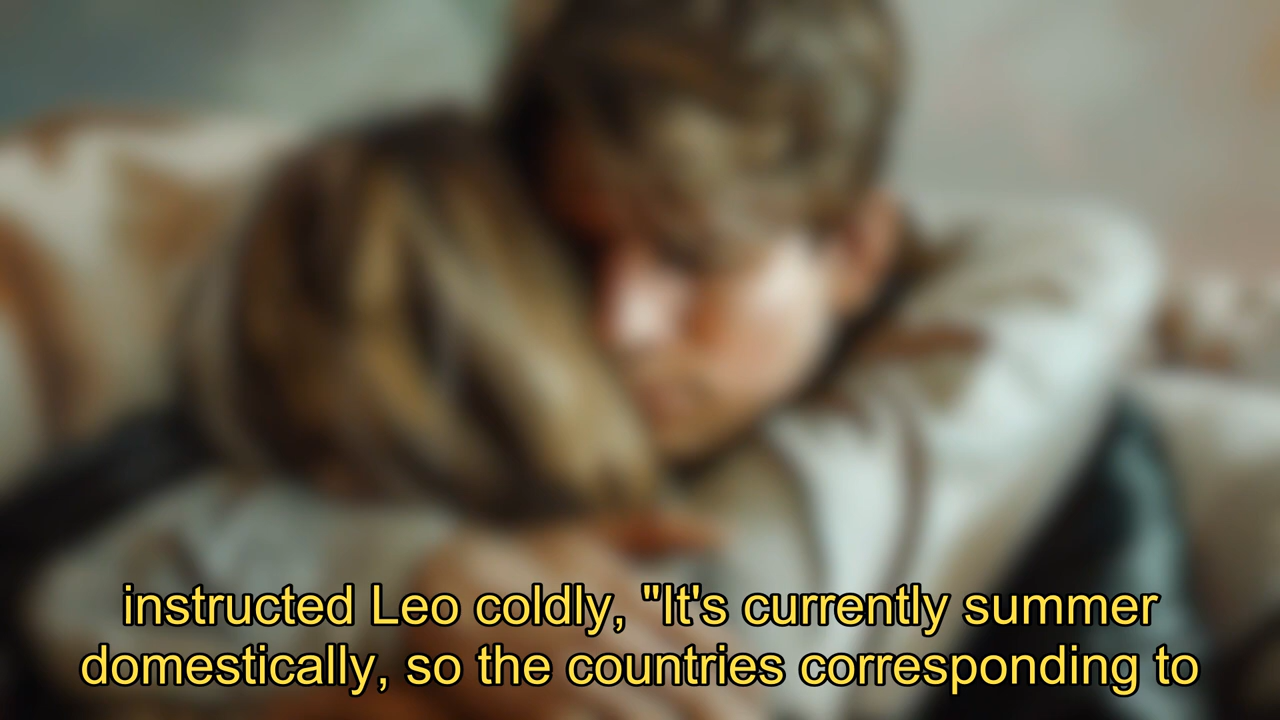 instructed Leo coldly, "It's currently summer
domestically, so the countries corresponding to